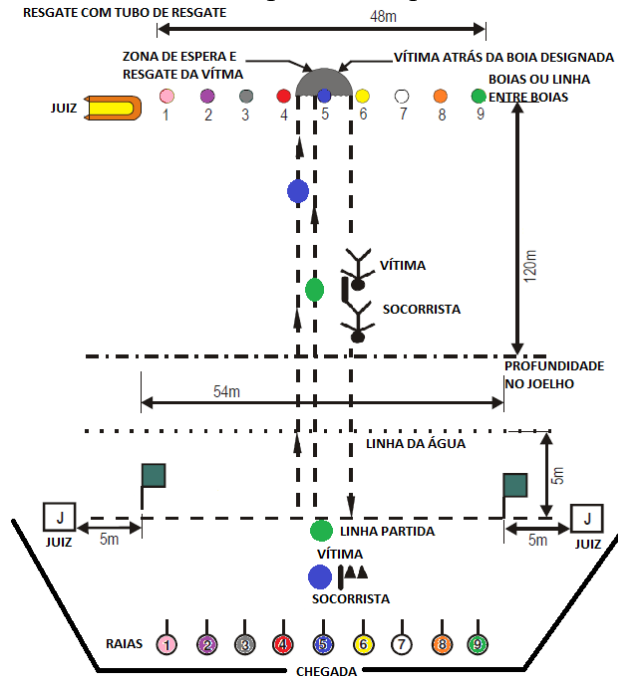 RESGATE COM TUBO DE RESGATE
48m
ZONA DE ESPERA E
RESGATE DA VÍTMA
VÍTIMA ATRÁS DA BOIA DESIGNADA
BOIAS OU LINHA
ENTRE BOIAS
JUIZ
1 2 3 4 5 6 7 8 9
120m
VÍTIMA
SOCORRISTA
PROFUNDIDADE
NO JOELHO
54m
LINHA DA ÁGUA
5m
J
JUIZ
5m
LINHA PARTIDA
5m
J
JUIZ
VÍTIMA
SOCORRISTA
RAIAS 1 2 3 4 5 6 7 8 9
CHEGADA